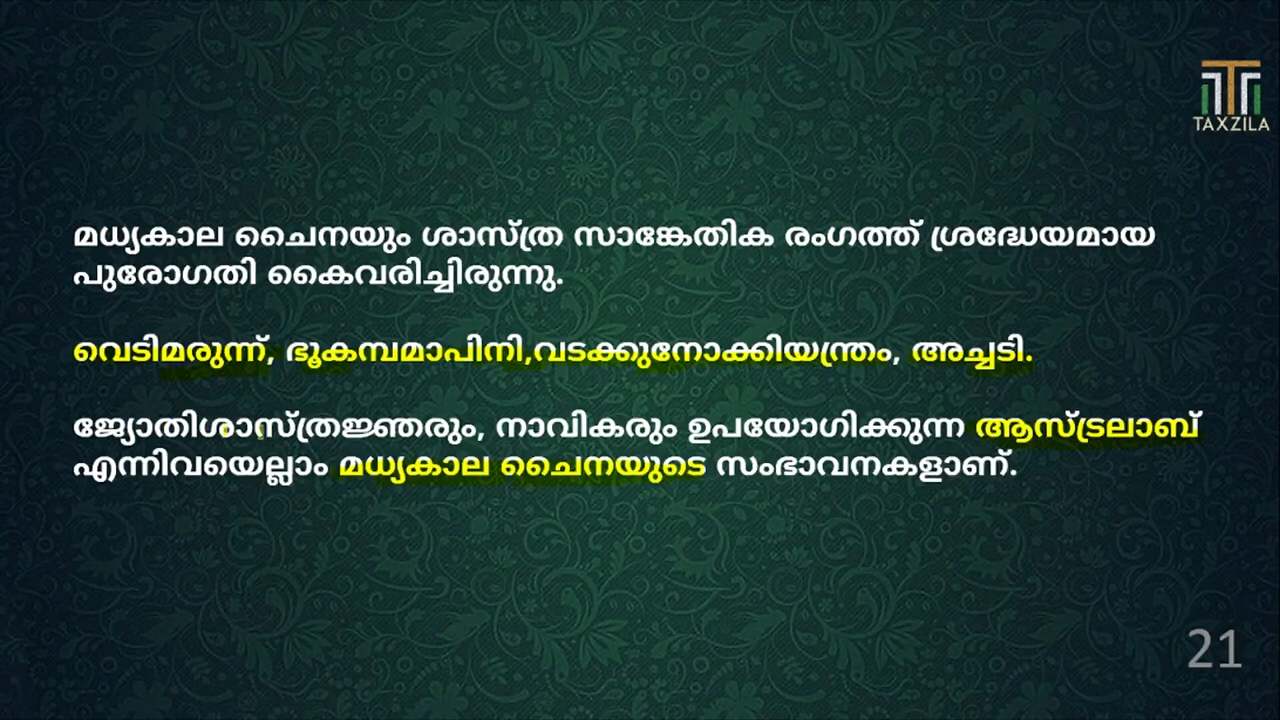 TAXZILA
മധ്യകാല ചൈനയും ശാസ്ത്ര സാങ്കേതിക രംഗത്ത് ശ്രദ്ധേയമായ
പുരോഗതി കൈവരിച്ചിരുന്നു.
വെടിമരുന്ന്, ഭൂകമ്പമാപിനി,വടക്കുനോക്കിയന്ത്രം, അച്ചടി.
ജ്യോതിശാസ്ത്രജ്ഞരും, നാവികരും ഉപയോഗിക്കുന്ന ആസ്ട്രലാബ്
എന്നിവയെല്ലാം മധ്യകാല ചൈനയുടെ സംഭാവനകളാണ്.
21